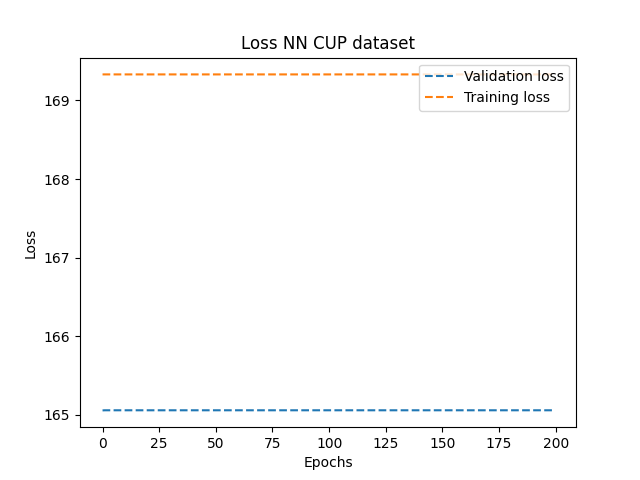 Loss NN CUP dataset
Validation loss
Training loss
169
168
167
166
165
Loss
0 25 50 75 100 125 150 175 200
Epochs